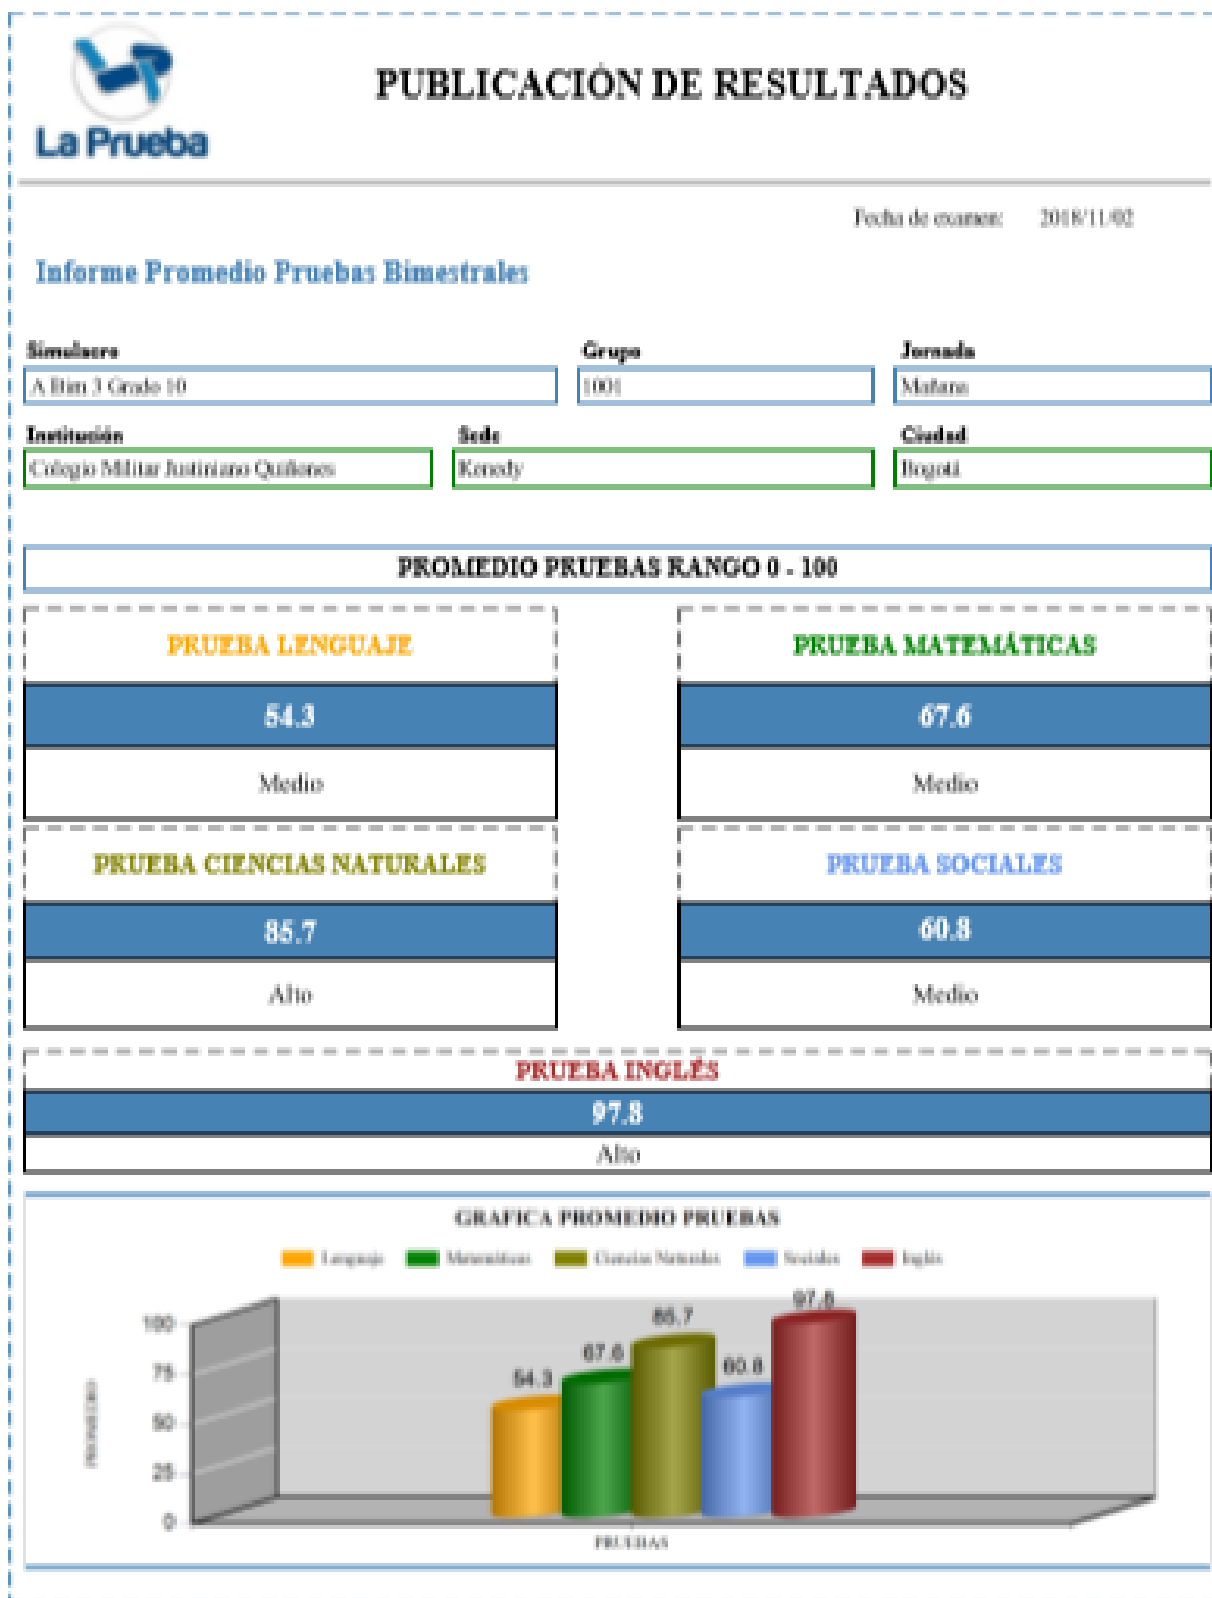 La Prueba
PUBLICACIÓN DE RESULTADOS
Fecha de examen: 2018/11/02
Informe Promedio Pruebas Bimestrales
Simulacro Grupo Jornada
A Bim 3 Grado 10 1001 Mañana
Institución Sede Ciudad
Colegio Militar Justiniano Quiñones Kenedy Bogotá
PROMEDIO PRUEBAS RANGO 0 - 100
PRUEBA LENGUAJE PRUEBA MATEMÁTICAS
54.3 67.6
Medio Medio
PRUEBA CIENCIAS NATURALES PRUEBA SOCIALES
85.7 60.8
Alto Medio
PRUEBA INGLÉS
97.8
Alto
GRAFICA PROMEDIO PRUEBAS
Lenguaje Matemáticas Ciencias Naturales Sociales Inglés
97.8
85.7
67.6
60.8
54.3
100
75
50
25
0
PROMEDIO
PRUEBAS